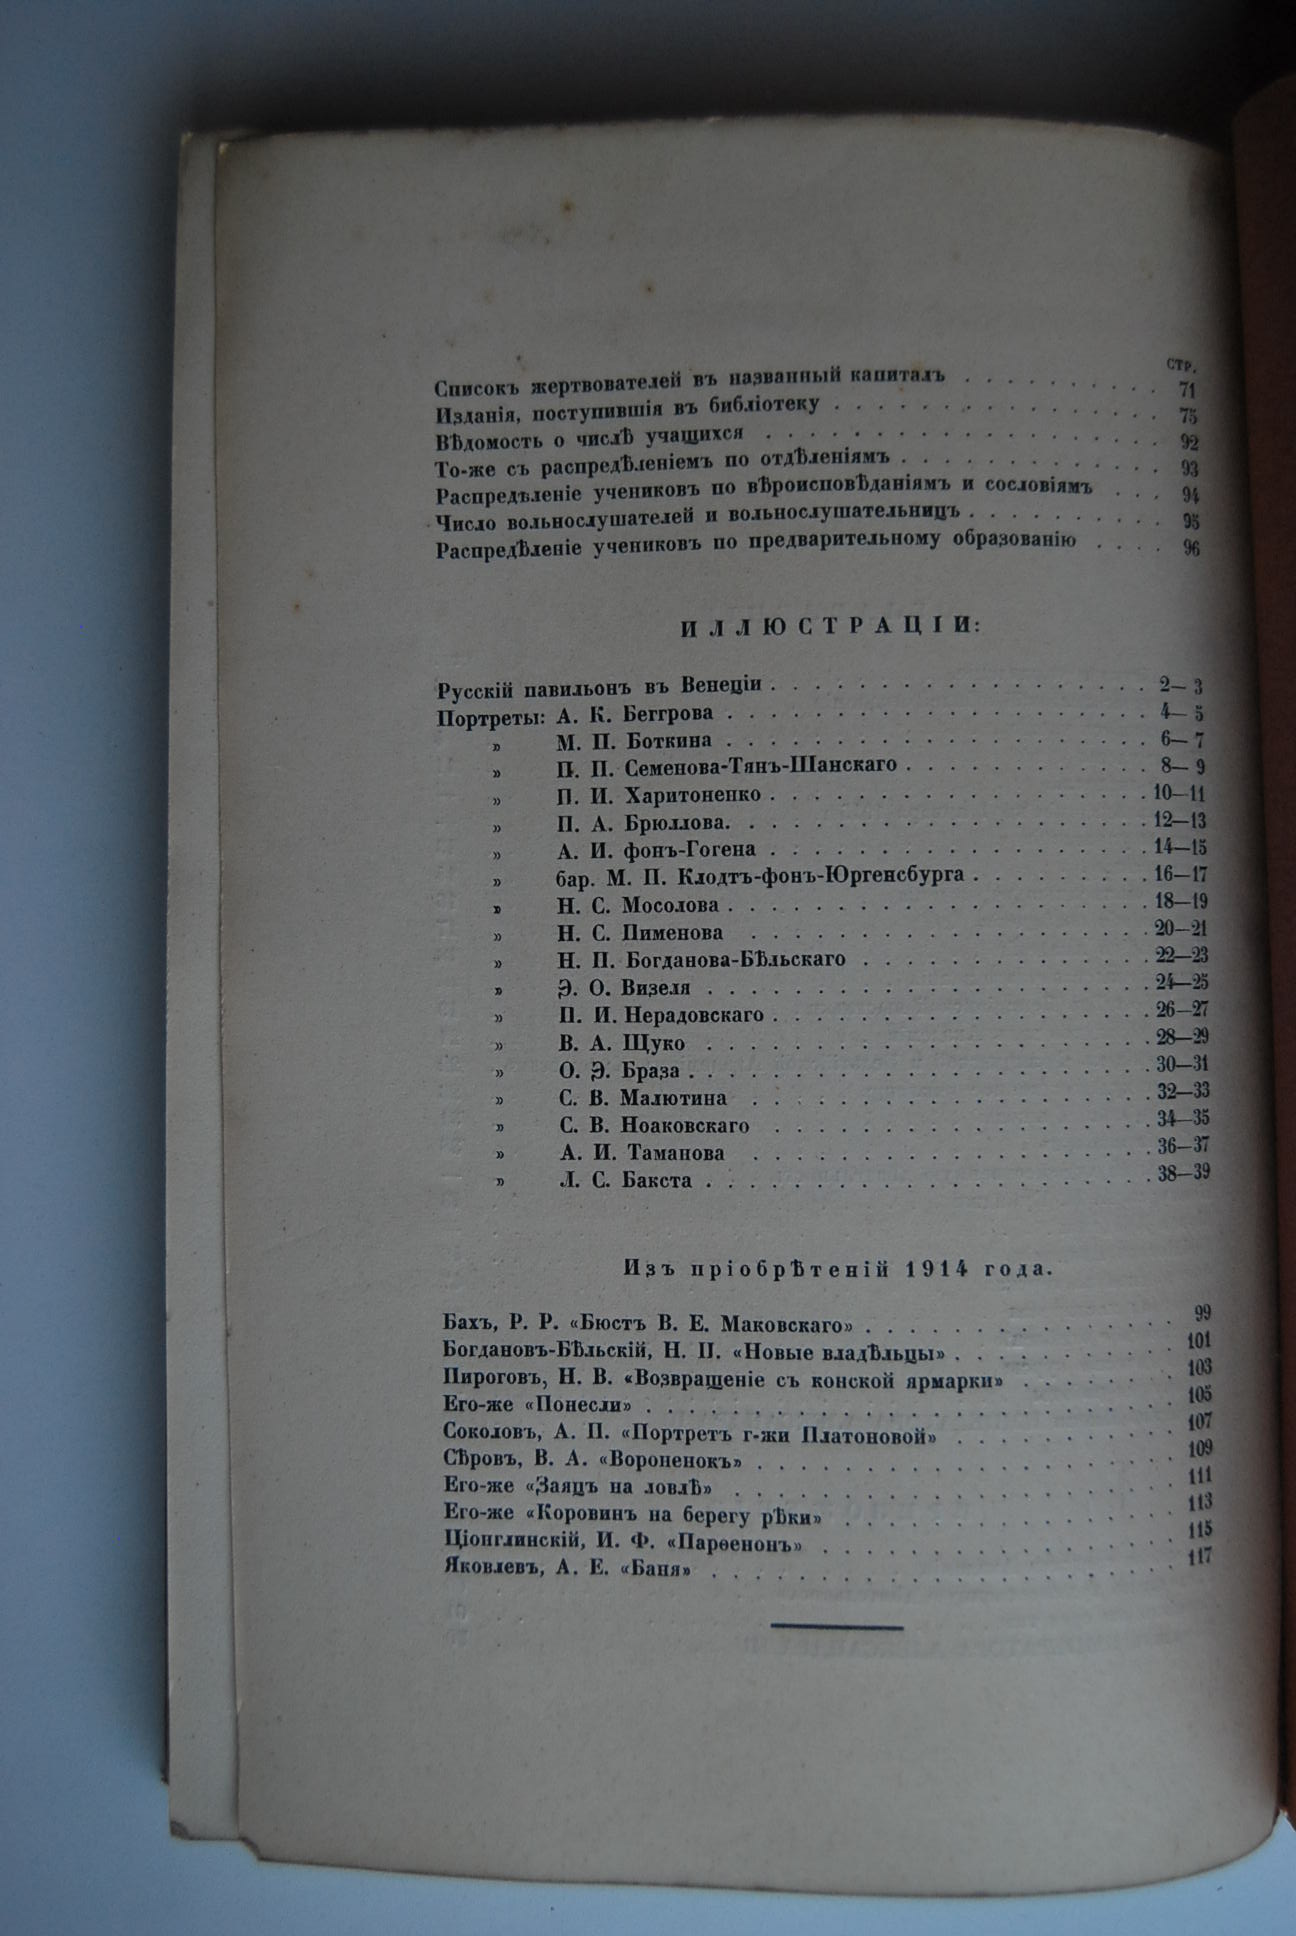 СТР.
Списокъ жертвователей въ названный капиталъ . . . . . . . . . . 71
Изданія, поступившія въ библіотеку . . . . . . . . . . . . . . . 75
Вѣдомость о числѣ учащихся . . . . . . . . . . . . . . . . . . 92
То-же съ распредѣленіемъ по отдѣленіямъ . . . . . . . . . . . . 93
Распредѣленіе учениковъ по вѣроисповѣданіямъ и сословіямъ . . . 94
Число вольнослушателей и вольнослушательницъ . . . . . . . . . . 95
Распредѣленіе учениковъ по предварительному образованію . . . . 96
ИЛЛЮСТРАЦІИ:
Русскій павильонъ въ Венеціи . . . . . . . . . . . . . . . . . . 2— 3
Портреты: А. К. Беггрова . . . . . . . . . . . . . . . . . . . . 4— 5
» М. П. Боткина . . . . . . . . . . . . . . . . . . . . 6— 7
» П. П. Семенова-Тянъ-Шанскаго . . . . . . . . . . . . 8— 9
» П. И. Харитоненко . . . . . . . . . . . . . . . . . . 10—11
» П. А. Брюллова. . . . . . . . . . . . . . . . . . . . 12—13
» А. И. фонъ-Гогена . . . . . . . . . . . . . . . . . . 14—15
» бар. М. П. Клодтъ-фонъ-Юргенсбурга . . . . . . . . . 16—17
» Н. С. Мосолова . . . . . . . . . . . . . . . . . . . . 18—19
» Н. С. Пименова . . . . . . . . . . . . . . . . . . . 20—21
» Н. П. Богданова-Бѣльскаго . . . . . . . . . . . . . . 22—23
» Э. О. Визеля . . . . . . . . . . . . . . . . . . . . . 24—25
» П. И. Нерадовскаго . . . . . . . . . . . . . . . . . . 26—27
» В. А. Щуко . . . . . . . . . . . . . . . . . . . . . 28—29
» О. Э. Браза . . . . . . . . . . . . . . . . . . . . . . 30—31
» С. В. Малютина . . . . . . . . . . . . . . . . . . . 32—33
» С. В. Ноаковскаго . . . . . . . . . . . . . . . . . . 34—35
» А. И. Таманова . . . . . . . . . . . . . . . . . . . 36—37
» Л. С. Бакста . . . . . . . . . . . . . . . . . . . . . 38—39
Изъ пріобрѣтеній 1914 года.
Бахъ, Р. Р. «Бюстъ В. Е. Маковскаго» . . . . . . . . . . . . . . 99
Богдановъ-Бѣльскій, Н. П. «Новые владѣльцы» . . . . . . . . . . 101
Пироговъ, Н. В. «Возвращеніе съ конской ярмарки» . . . . . . . 103
Его-же «Понесли» . . . . . . . . . . . . . . . . . . . . . . . . 105
Соколовъ, А. П. «Портретъ г-жи Платоновой» . . . . . . . . . . 107
Сѣровъ, В. А. «Вороненокъ» . . . . . . . . . . . . . . . . . . . 109
Его-же «Заяцъ на ловлѣ» . . . . . . . . . . . . . . . . . . . . 111
Его-же «Коровинъ на берегу рѣки» . . . . . . . . . . . . . . . 113
Ціонглинскій, И. Ф. «Парѳенонъ» . . . . . . . . . . . . . . . . 115
Яковлевъ, А. Е. «Баня» . . . . . . . . . . . . . . . . . . . . . 117